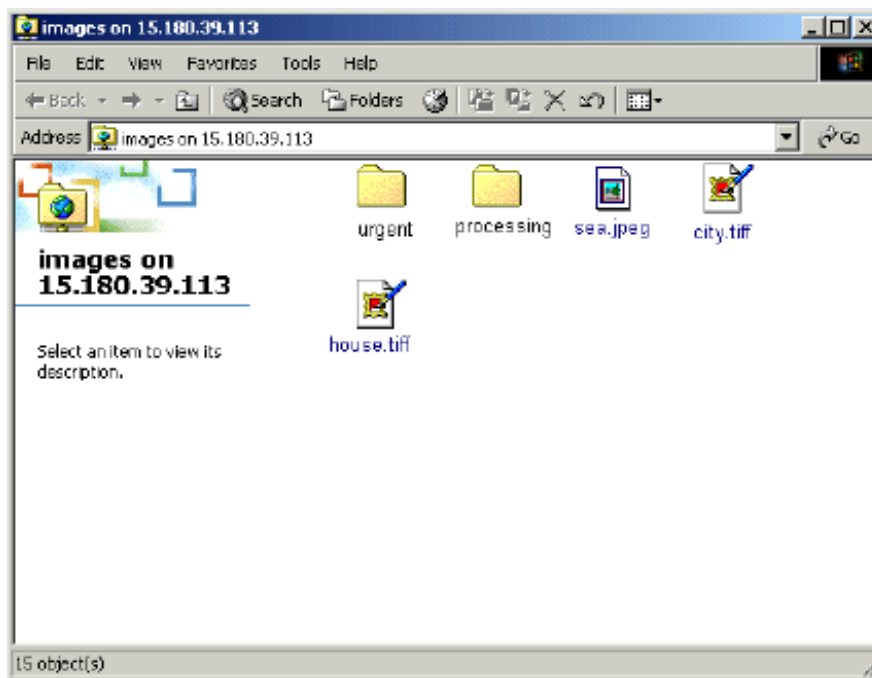 images on 15.180.39.113
File Edit View Favorites Tools Help
Back Search Folders
Address images on 15.180.39.113 Go
urgent processing sea.jpeg city.tiff
images on
15.180.39.113
house.tiff
Select an item to view its
description.
15 object(s)